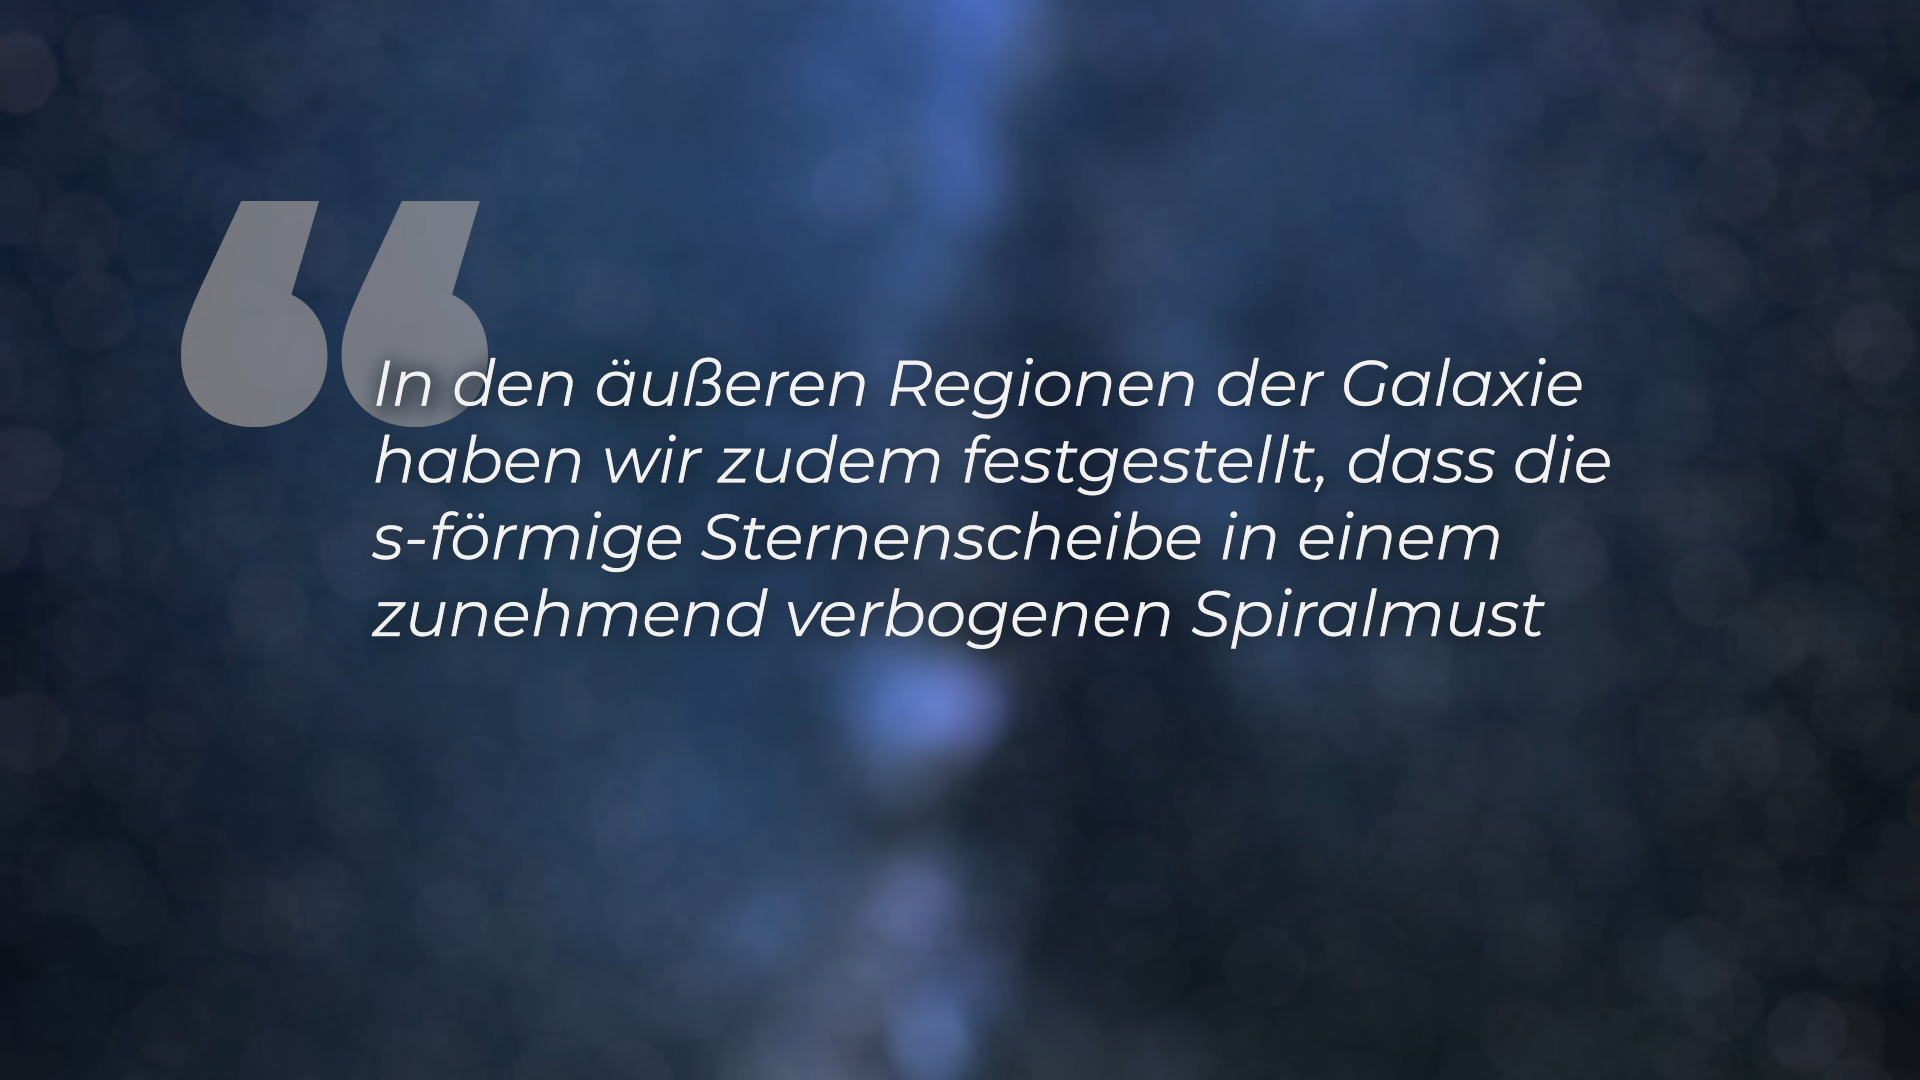 In den äußeren Regionen der Galaxie
haben wir zudem festgestellt, dass die
s-förmige Sternenscheibe in einem
zunehmend verbogenen Spiralmust